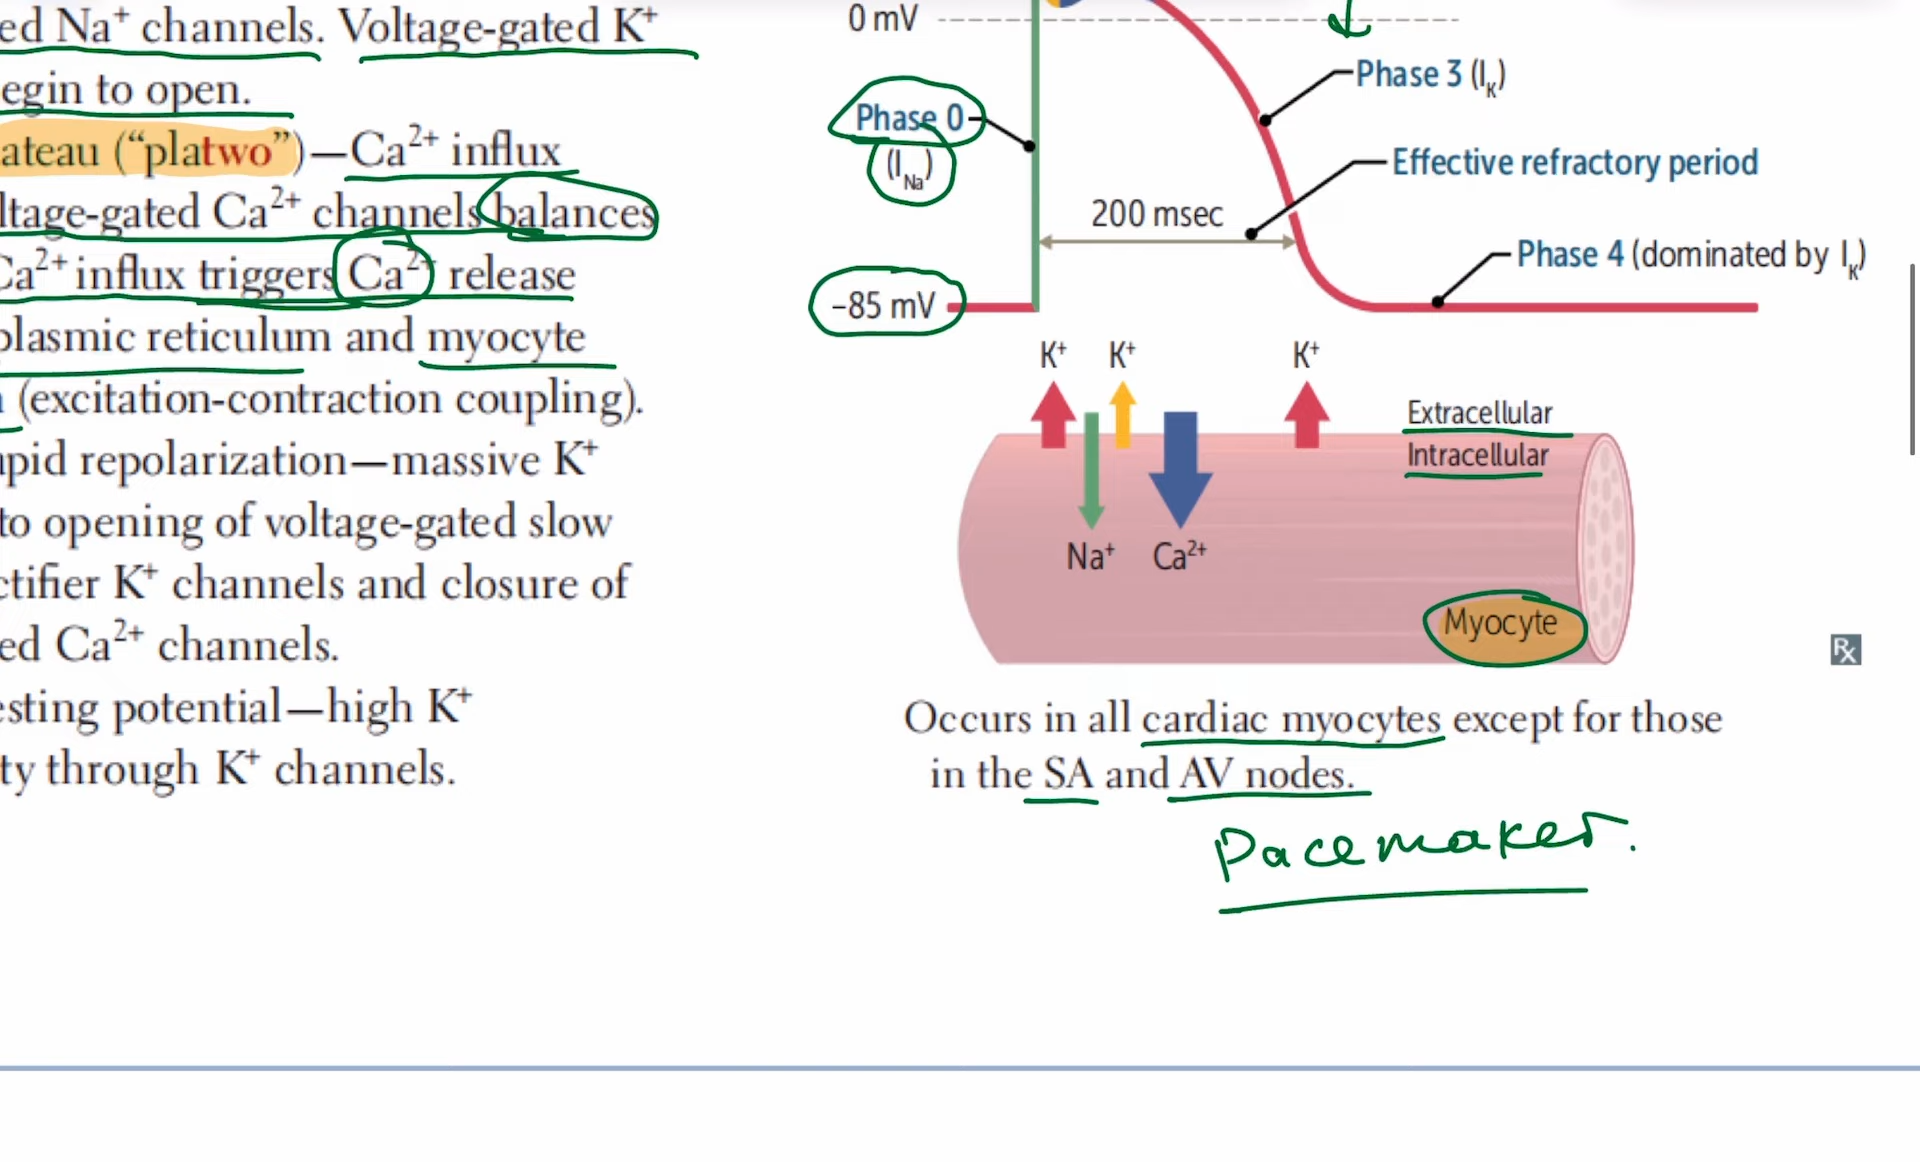 ed Na⁺ channels. Voltage-gated K⁺
egin to open.
ateau (“platwo”)—Ca²⁺ influx
ltage-gated Ca²⁺ channels balances
Ca²⁺ influx triggers Ca²⁺ release
plasmic reticulum and myocyte
(excitation-contraction coupling).
apid repolarization—massive K⁺
to opening of voltage-gated slow
ctifier K⁺ channels and closure of
ed Ca²⁺ channels.
esting potential—high K⁺
ty through K⁺ channels.
0 mV
Phase 3 (I_K)
Phase 0
(I_Na)
Effective refractory period
200 msec
Phase 4 (dominated by I_K)
−85 mV
K⁺ K⁺ K⁺
Extracellular
Intracellular
Na⁺ Ca²⁺
Myocyte
Rx
Occurs in all cardiac myocytes except for those
in the SA and AV nodes.
Pacemaker.